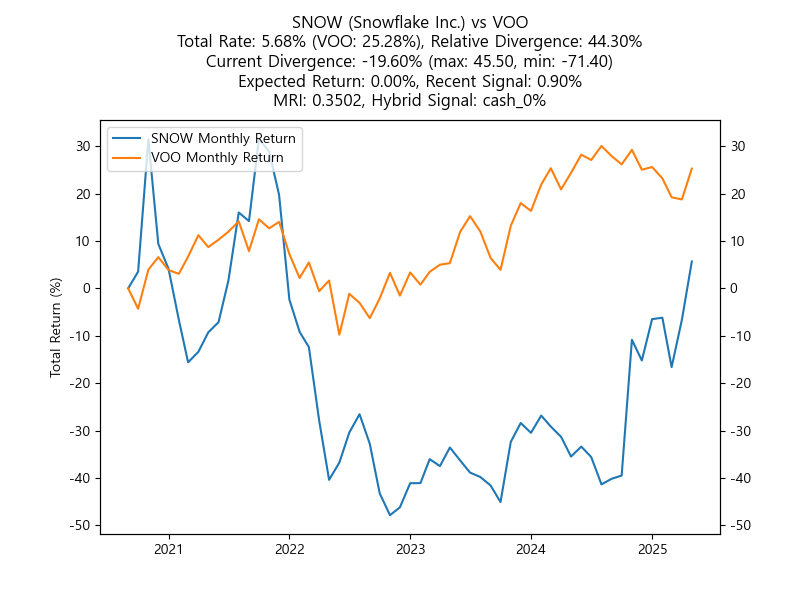 SNOW (Snowflake Inc.) vs VOO
Total Rate: 5.68% (VOO: 25.28%), Relative Divergence: 44.30%
Current Divergence: -19.60% (max: 45.50, min: -71.40)
Expected Return: 0.00%, Recent Signal: 0.90%
MRI: 0.3502, Hybrid Signal: cash_0%
SNOW Monthly Return
VOO Monthly Return
Total Return (%)
30
20
10
0
-10
-20
-30
-40
-50
30
20
10
0
-10
-20
-30
-40
-50
2021 2022 2023 2024 2025